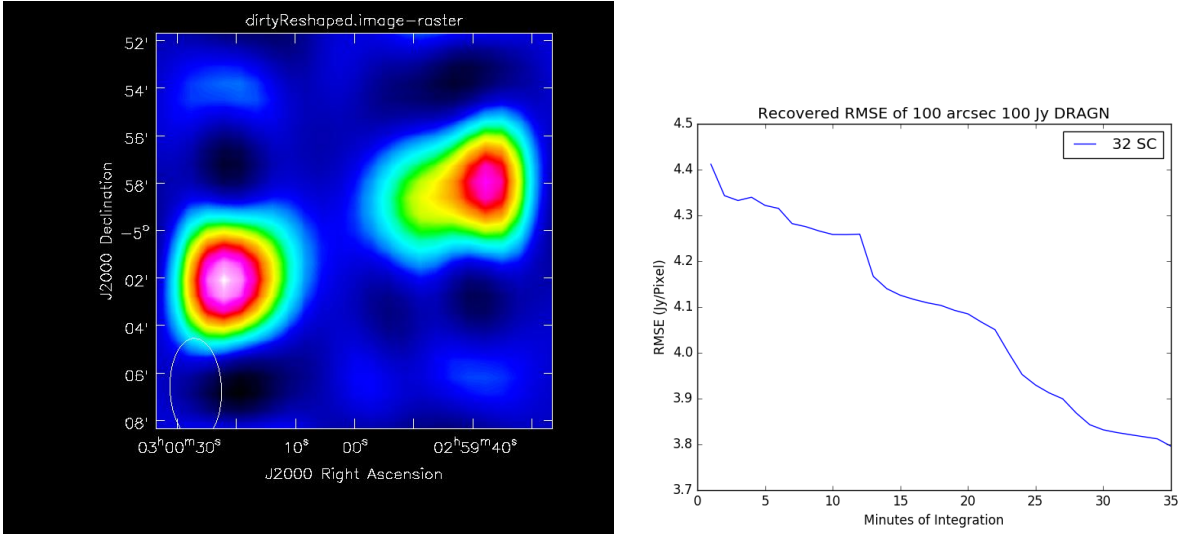 dirtyReshaped.image-raster
52'
54'
56'
58'
-5°
02'
04'
06'
08'
J2000 Declination
03ʰ00ᵐ30ˢ
10ˢ
00ˢ
02ʰ59ᵐ40ˢ
J2000 Right Ascension
Recovered RMSE of 100 arcsec 100 Jy DRAGN
32 SC
4.5
4.4
4.3
4.2
4.1
4.0
3.9
3.8
3.7
RMSE (Jy/Pixel)
0 5 10 15 20 25 30 35
Minutes of Integration